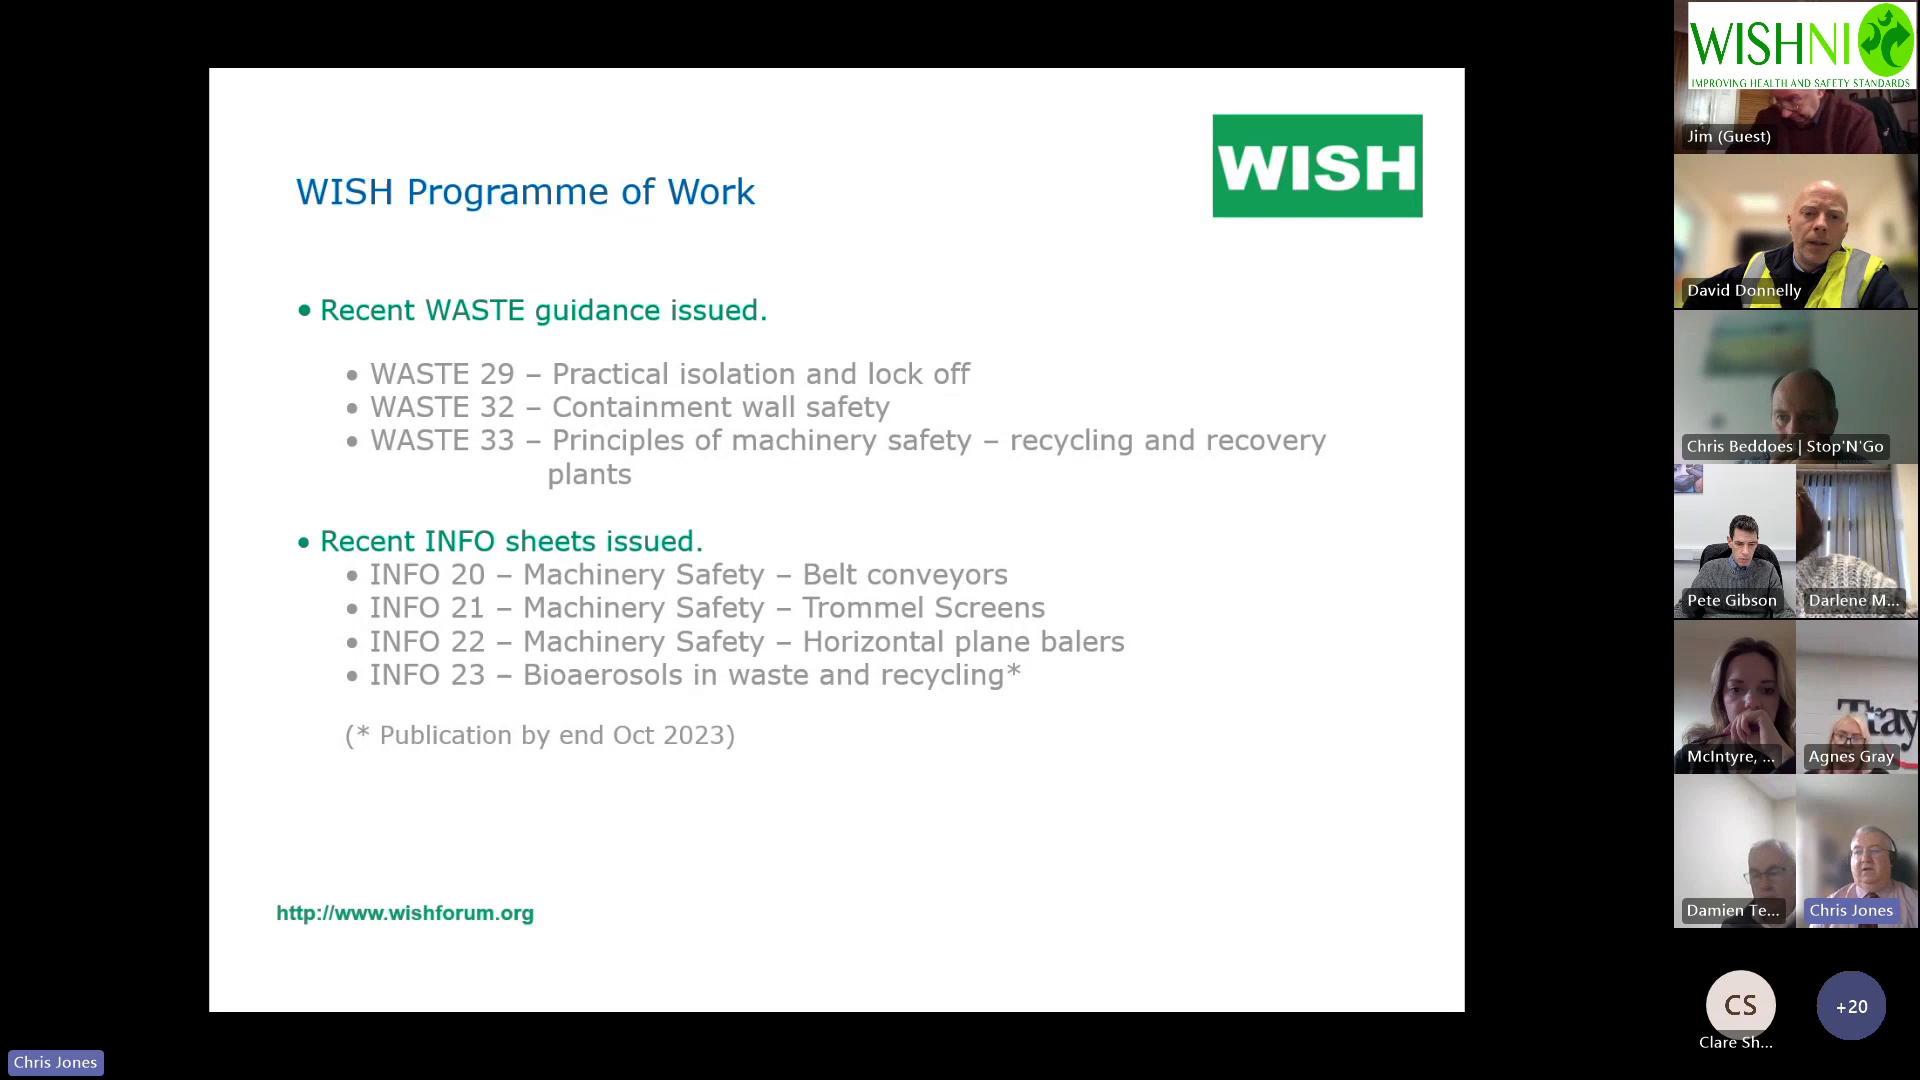 WISH Programme of Work
WISH
• Recent WASTE guidance issued.
• WASTE 29 – Practical isolation and lock off
• WASTE 32 – Containment wall safety
• WASTE 33 – Principles of machinery safety – recycling and recovery
plants
• Recent INFO sheets issued.
• INFO 20 – Machinery Safety – Belt conveyors
• INFO 21 – Machinery Safety – Trommel Screens
• INFO 22 – Machinery Safety – Horizontal plane balers
• INFO 23 – Bioaerosols in waste and recycling*
(* Publication by end Oct 2023)
http://www.wishforum.org
Chris Jones
WISHNI
IMPROVING HEALTH AND SAFETY STANDARDS
Jim (Guest)
David Donnelly
Chris Beddoes | Stop'N'Go
Pete Gibson
Darlene M...
McIntyre, ...
Tray
Agnes Gray
Damien Te...
Chris Jones
CS
Clare Sh...
+20